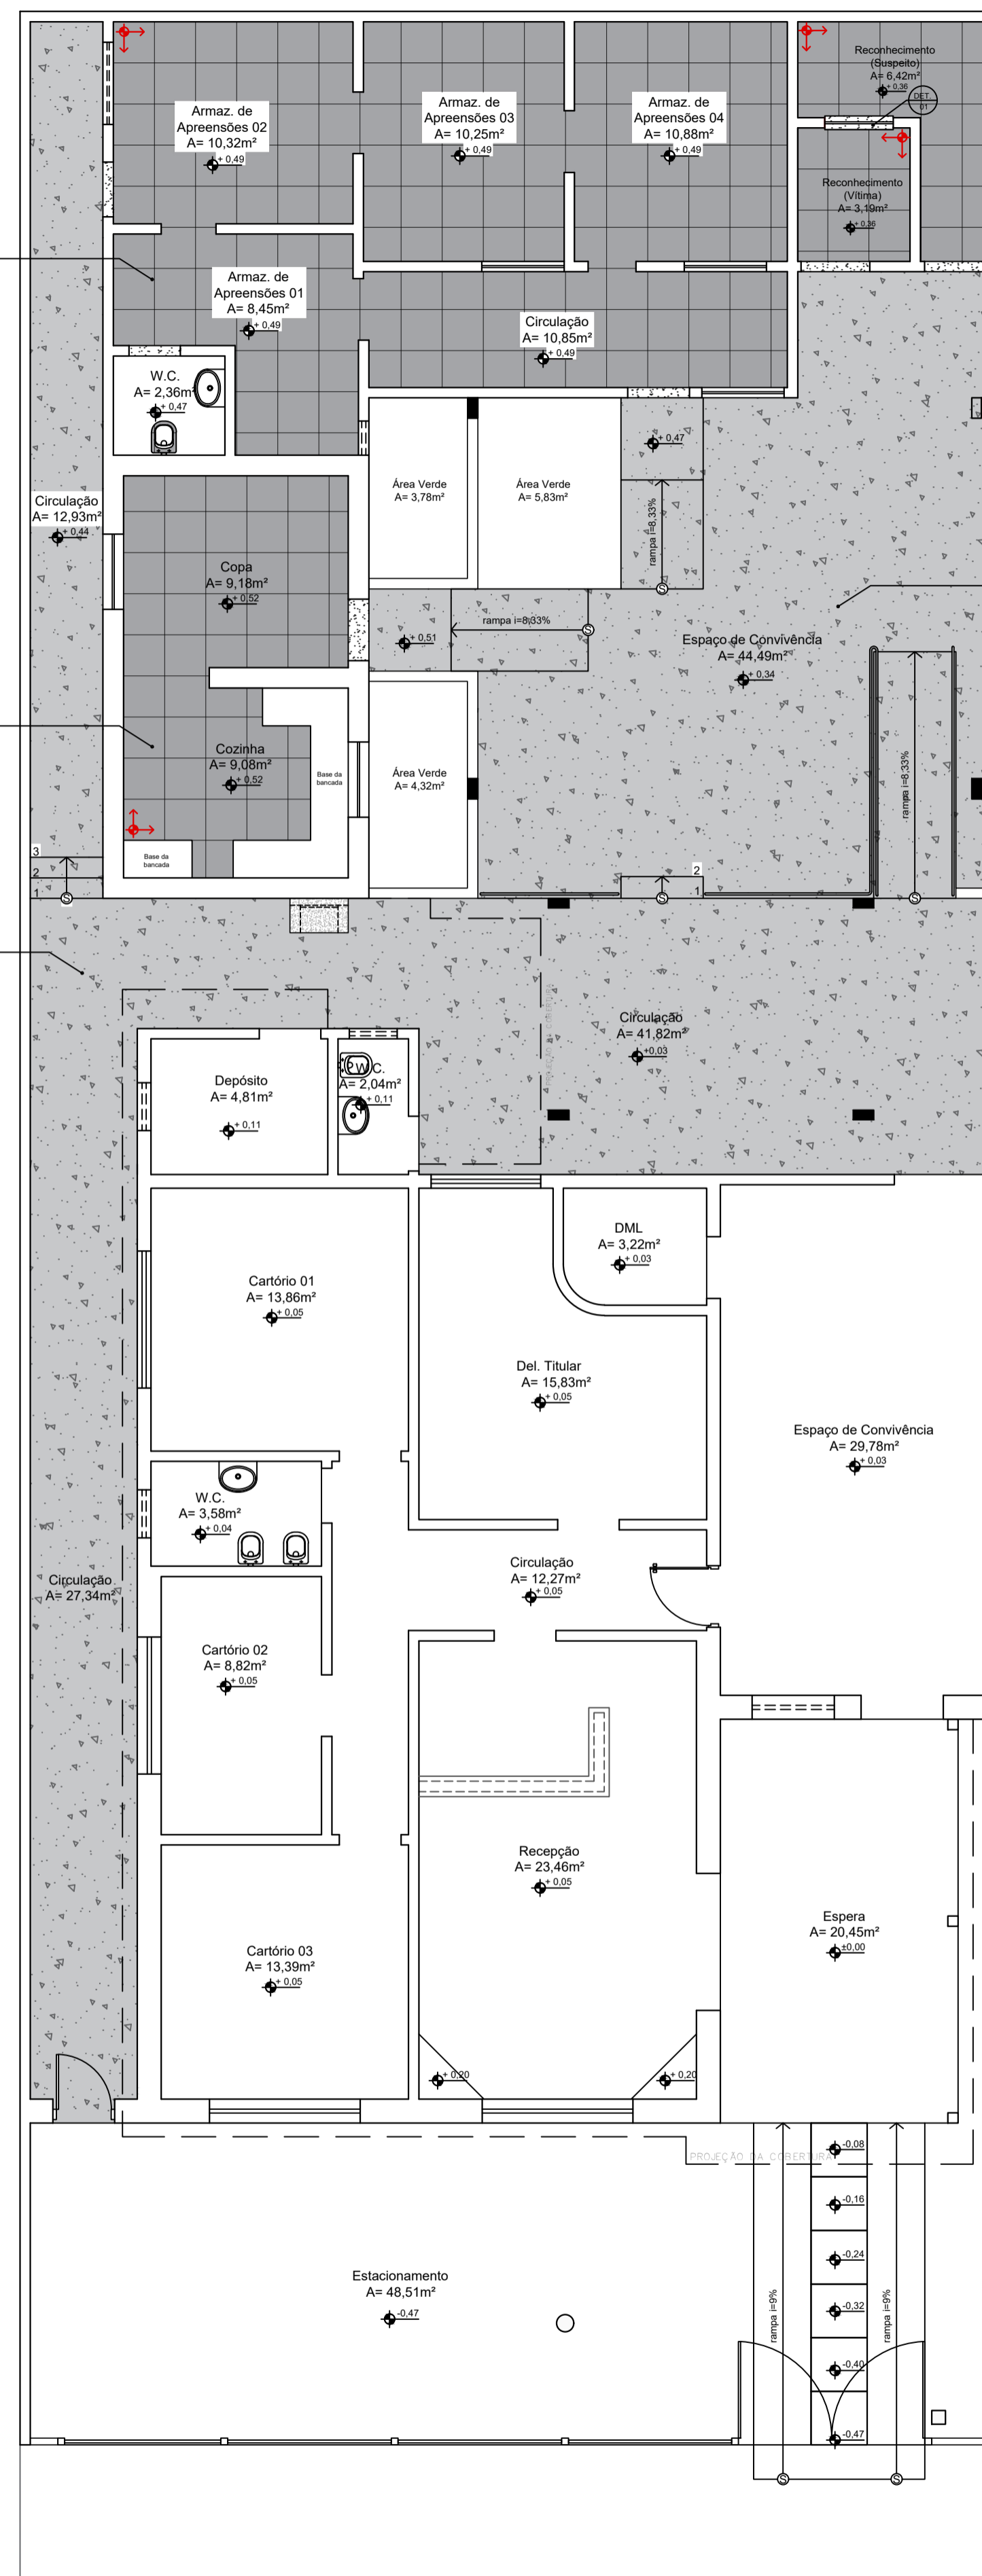 Reconhecimento
(Suspeito)
A= 6,42m²
+ 0,36
DET.
01
Armaz. de
Apreensões 02
A= 10,32m²
+ 0,49
Armaz. de
Apreensões 03
A= 10,25m²
+ 0,49
Armaz. de
Apreensões 04
A= 10,88m²
+ 0,49
Reconhecimento
(Vítima)
A= 3,19m²
+ 0,36
Armaz. de
Apreensões 01
A= 8,45m²
+ 0,49
Circulação
A= 10,85m²
+ 0,49
W.C.
A= 2,36m²
+ 0,47
+ 0,47
Área Verde
A= 3,78m²
Área Verde
A= 5,83m²
rampa i=8,33%
S
Circulação
A= 12,93m²
+ 0,44
Copa
A= 9,18m²
+ 0,52
+ 0,51
rampa i=8,33%
S
Espaço de Convivência
A= 44,49m²
+ 0,34
Cozinha
A= 9,08m²
+ 0,52
Base da
bancada
Área Verde
A= 4,32m²
rampa i=8,33%
Base da
bancada
3
2
1
S
2
1
S
S
PROJEÇÃO DA COBERTURA
Circulação
A= 41,82m²
+0,03
Depósito
A= 4,81m²
+ 0,11
W.C.
A= 2,04m²
+ 0,11
DML
A= 3,22m²
+ 0,03
Cartório 01
A= 13,86m²
+ 0,05
Del. Titular
A= 15,83m²
+ 0,05
Espaço de Convivência
A= 29,78m²
+ 0,03
W.C.
A= 3,58m²
+ 0,04
Circulação
A= 27,34m²
Circulação
A= 12,27m²
+ 0,05
Cartório 02
A= 8,82m²
+ 0,05
Recepção
A= 23,46m²
+ 0,05
Espera
A= 20,45m²
±0,00
Cartório 03
A= 13,39m²
+ 0,05
+ 0,20
+ 0,20
PROJEÇÃO DA COBERTURA
-0,08
-0,16
-0,24
-0,32
-0,40
-0,47
rampa i=9%
rampa i=9%
Estacionamento
A= 48,51m²
-0,47
S
S